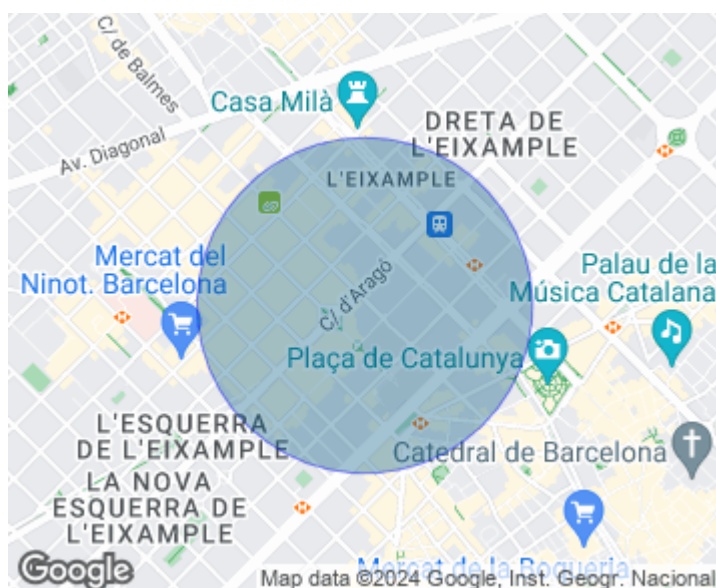 C/ de Balmes
Casa Milà
Av. Diagonal
DRETA DE
L'EIXAMPLE
L'EIXAMPLE
Mercat del
Ninot. Barcelona
C/ d'Aragó
Palau de la
Música Catalana
Plaça de Catalunya
L'ESQUERRA
DE L'EIXAMPLE
Catedral de Barcelona
LA NOVA
ESQUERRA DE
L'EIXAMPLE
Mercat de la Boqueria
Google
Map data ©2024 Google, Inst. Geogr. Nacional